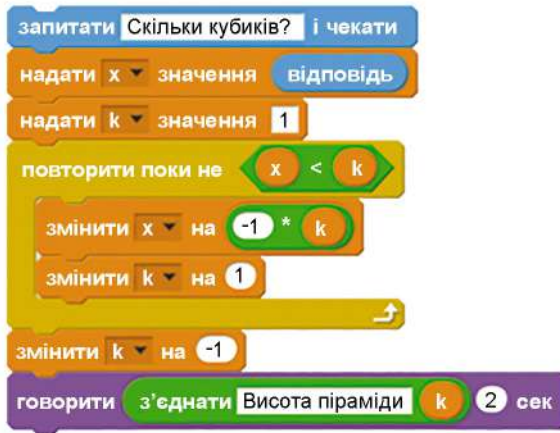 запитати Скільки кубиків? і чекати
надати x значення відповідь
надати k значення 1
повторити поки не x < k
змінити x на -1 * k
змінити k на 1
змінити k на -1
говорити з'єднати Висота піраміди k 2 сек